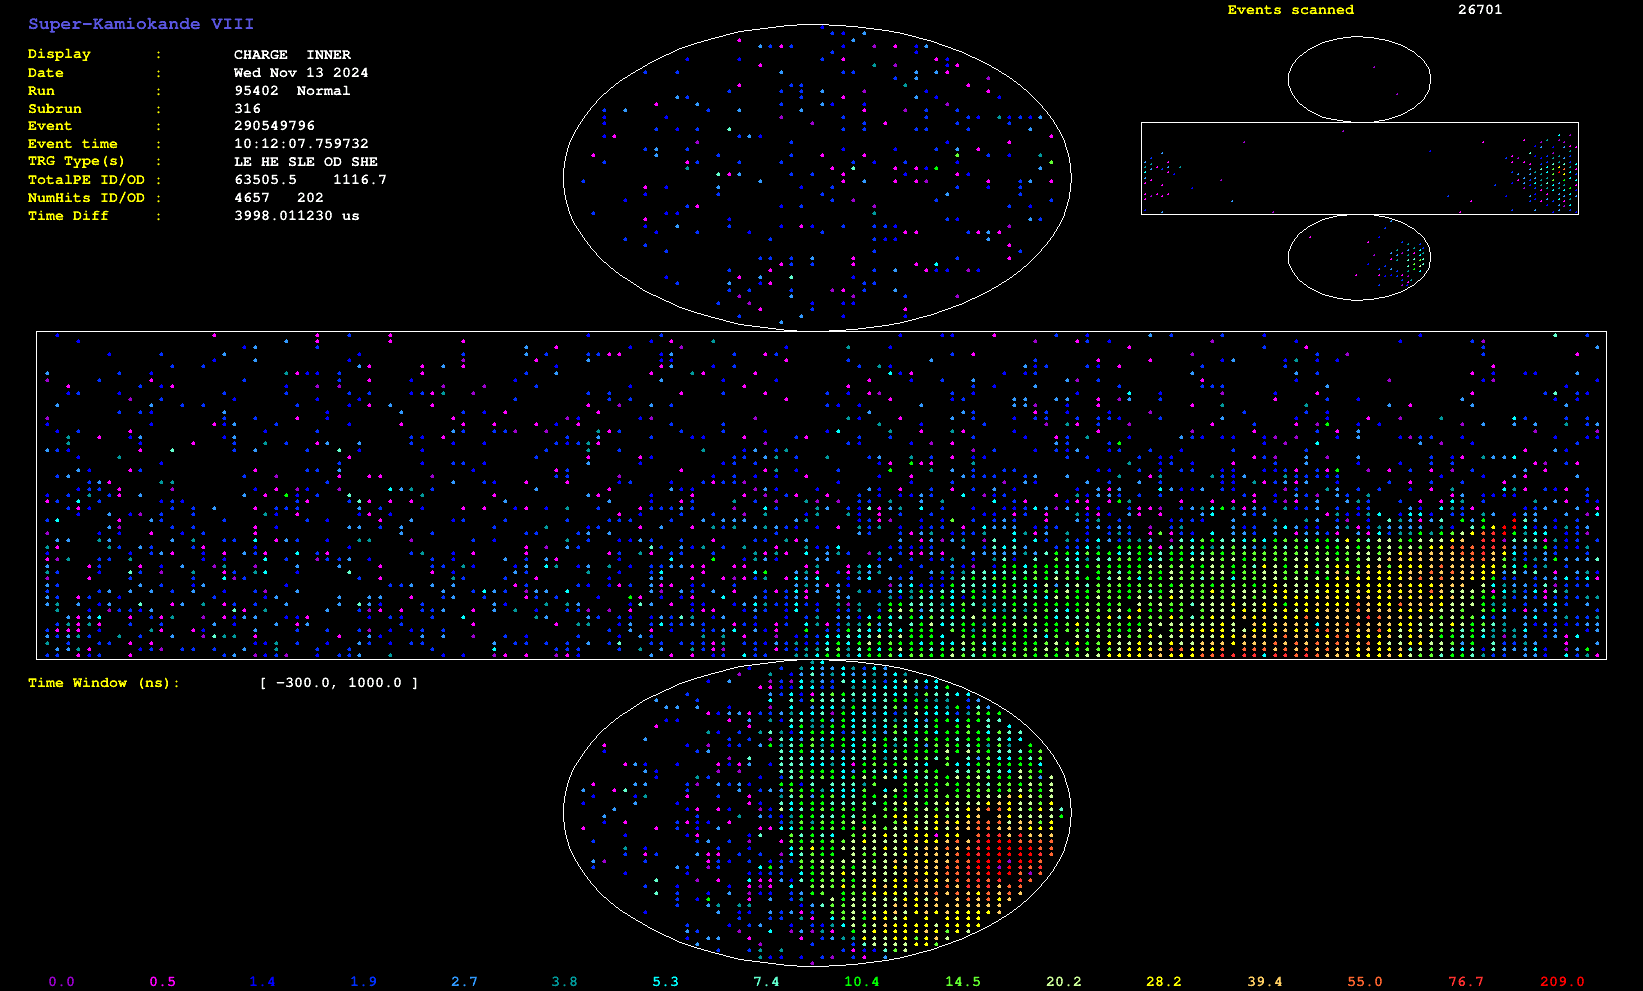 Super-Kamiokande VIII
Events scanned 26701
Display : CHARGE INNER
Date : Wed Nov 13 2024
Run : 95402 Normal
Subrun : 316
Event : 290549796
Event time : 10:12:07.759732
TRG Type(s) : LE HE SLE OD SHE
TotalPE ID/OD : 63505.5 1116.7
NumHits ID/OD : 4657 202
Time Diff : 3998.011230 us
Time Window (ns): [ -300.0, 1000.0 ]
0.0 0.5 1.4 1.9 2.7 3.8 5.3 7.4 10.4 14.5 20.2 28.2 39.4 55.0 76.7 209.0